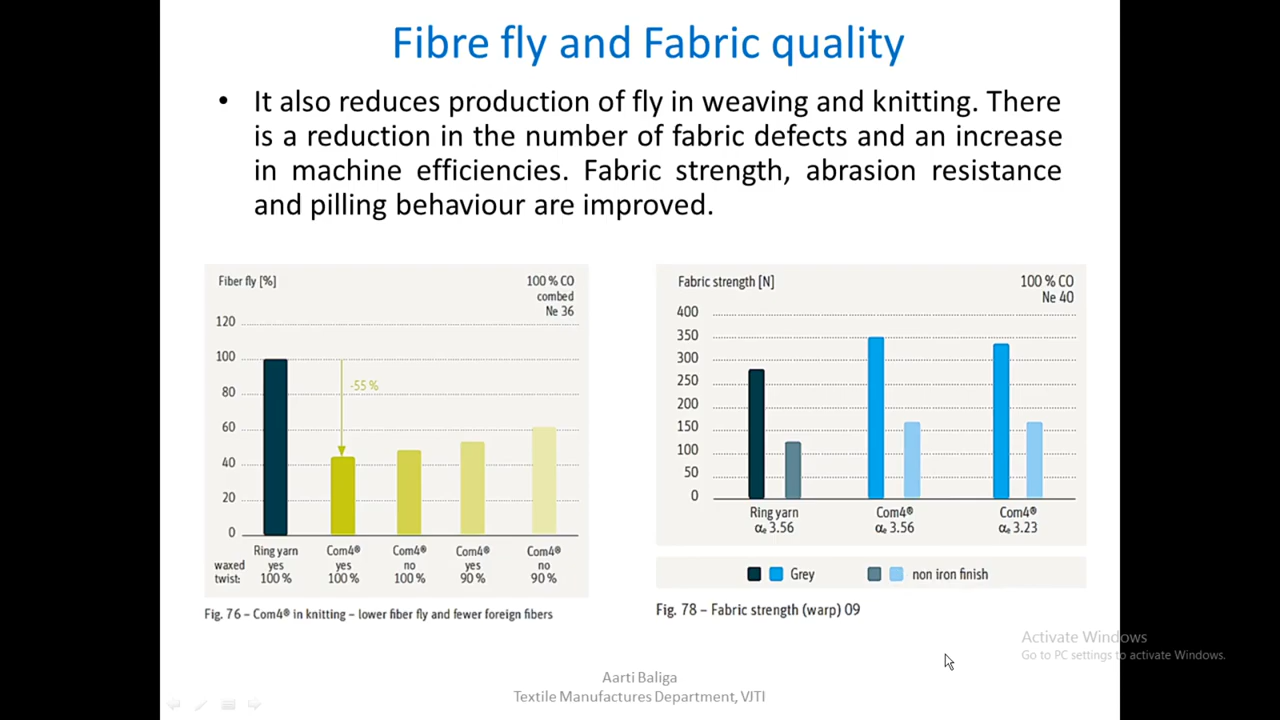 Fibre fly and Fabric quality
• It also reduces production of fly in weaving and knitting. There
is a reduction in the number of fabric defects and an increase
in machine efficiencies. Fabric strength, abrasion resistance
and pilling behaviour are improved.
Fiber fly [%]
100 % CO
combed
Ne 36
120
100
80
60
40
20
0
-55 %
Ring yarn Com4® Com4® Com4® Com4®
waxed yes yes no yes no
twist: 100 % 100 % 100 % 90 % 90 %
Fig. 76 – Com4® in knitting – lower fiber fly and fewer foreign fibers
Fabric strength [N]
100 % CO
Ne 40
400
350
300
250
200
150
100
50
0
Ring yarn Com4® Com4®
αe 3.56 αe 3.56 αe 3.23
Grey non iron finish
Fig. 78 – Fabric strength (warp) 09
Activate Windows
Go to PC settings to activate Windows.
Aarti Baliga
Textile Manufactures Department, VJTI